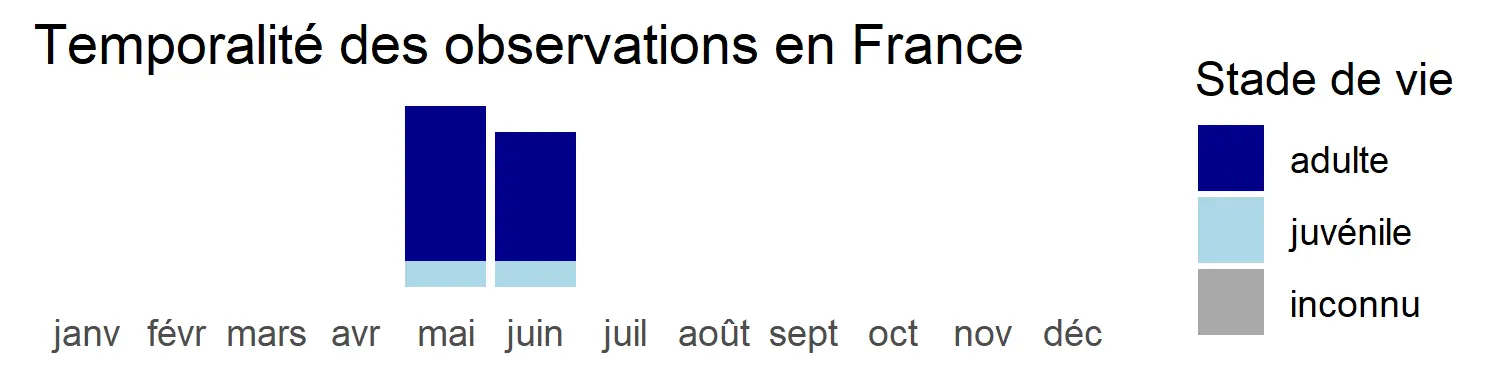 Temporalité des observations en France
janv févr mars avr mai juin juil août sept oct nov déc
Stade de vie
adulte
juvénile
inconnu